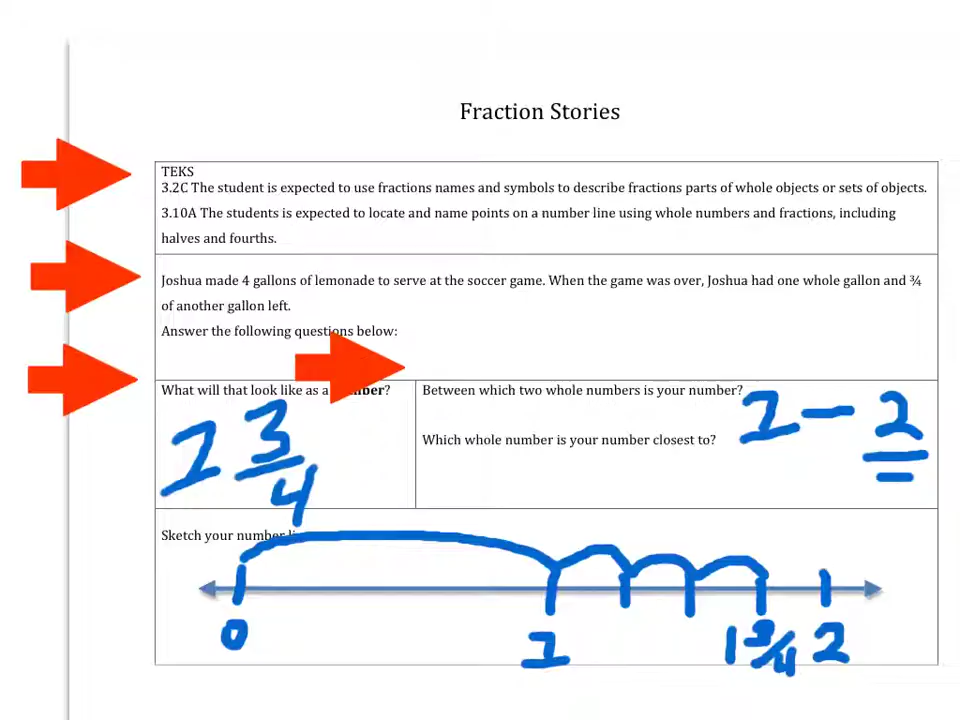 Fraction Stories
TEKS
3.2C The student is expected to use fractions names and symbols to describe fractions parts of whole objects or sets of objects.
3.10A The students is expected to locate and name points on a number line using whole numbers and fractions, including
halves and fourths.
Joshua made 4 gallons of lemonade to serve at the soccer game. When the game was over, Joshua had one whole gallon and ¾
of another gallon left.
Answer the following questions below:
What will that look like as a number?
1 3/4
Between which two whole numbers is your number?
1 — 2
Which whole number is your number closest to?
Sketch your number
0 1 1 3/4 2